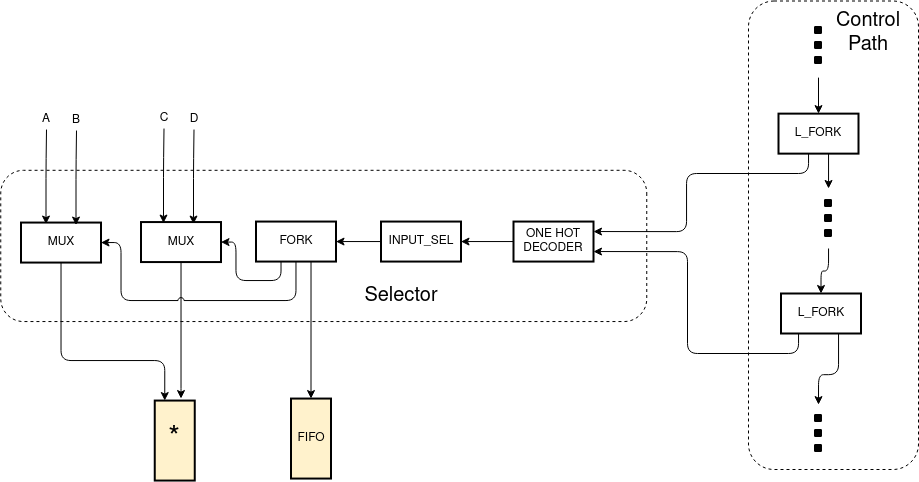 Control
Path
L_FORK
A
B
C
D
MUX
MUX
FORK
INPUT_SEL
ONE HOT
DECODER
Selector
L_FORK
*
FIFO